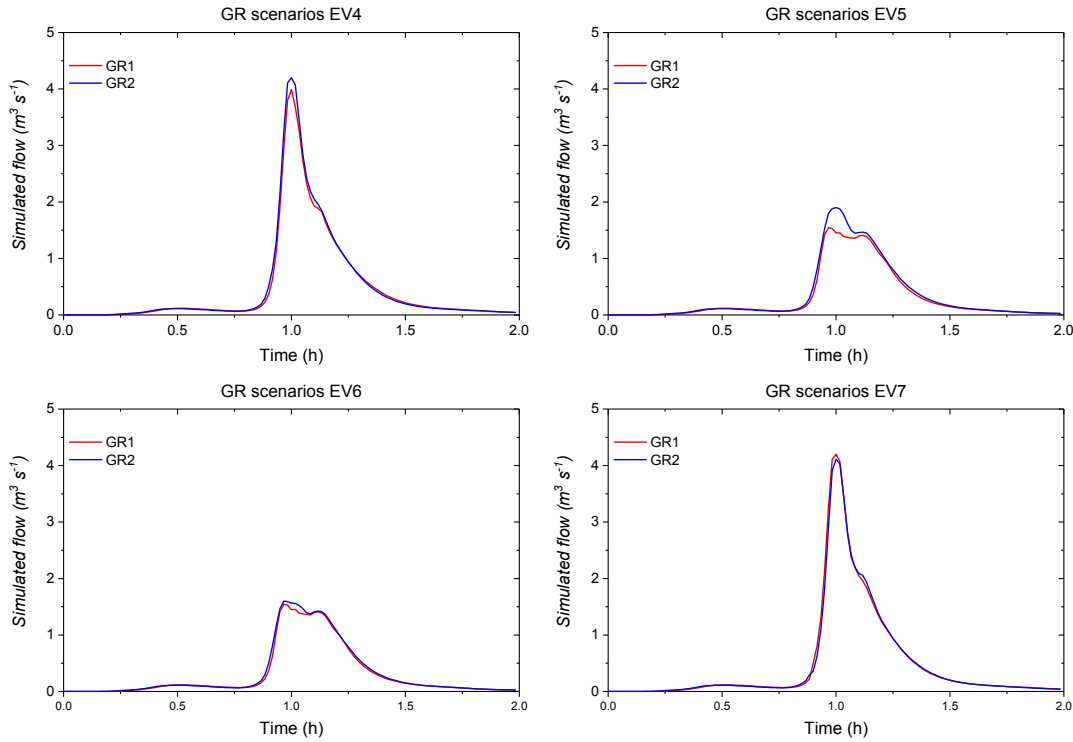 GR scenarios EV4
GR1
GR2
Simulated flow (m³ s⁻¹)
5
4
3
2
1
0
0.0
0.5
1.0
1.5
2.0
Time (h)
GR scenarios EV5
GR1
GR2
Simulated flow (m³ s⁻¹)
5
4
3
2
1
0
0.0
0.5
1.0
1.5
2.0
Time (h)
GR scenarios EV6
GR1
GR2
Simulated flow (m³ s⁻¹)
5
4
3
2
1
0
0.0
0.5
1.0
1.5
2.0
Time (h)
GR scenarios EV7
GR1
GR2
Simulated flow (m³ s⁻¹)
5
4
3
2
1
0
0.0
0.5
1.0
1.5
2.0
Time (h)